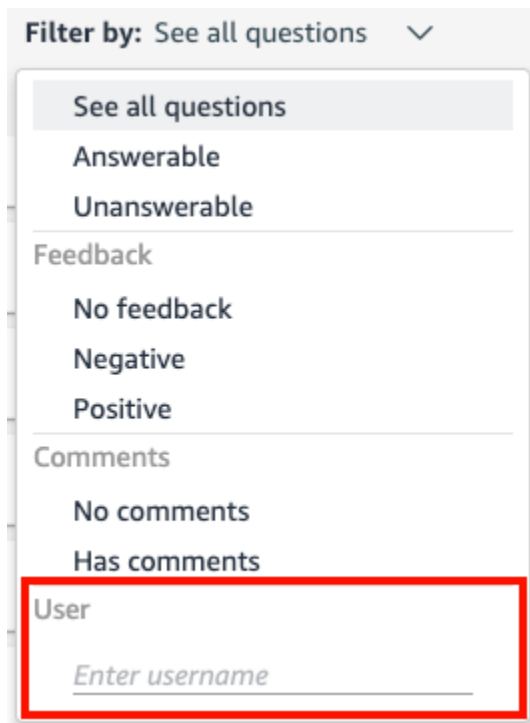 Filter by: See all questions
See all questions
Answerable
Unanswerable
Feedback
No feedback
Negative
Positive
Comments
No comments
Has comments
User
Enter username